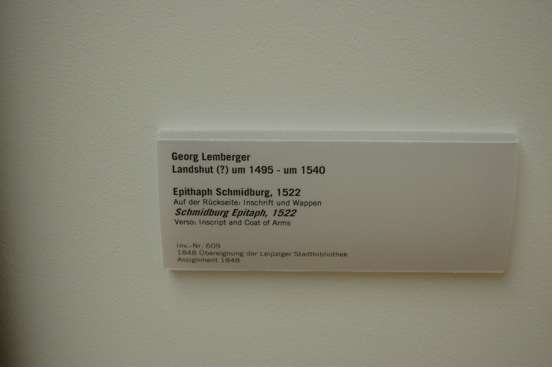 Georg Lemberger
Landshut (?) um 1495 - um 1540
Epithaph Schmidburg, 1522
Auf der Rückseite: Inschrift und Wappen
Schmidburg Epitaph, 1522
Verso: Inscript and Coat of Arms
Inv.-Nr. 609
1848 Übereignung der Leipziger Stadtbibliothek
Assignment 1848